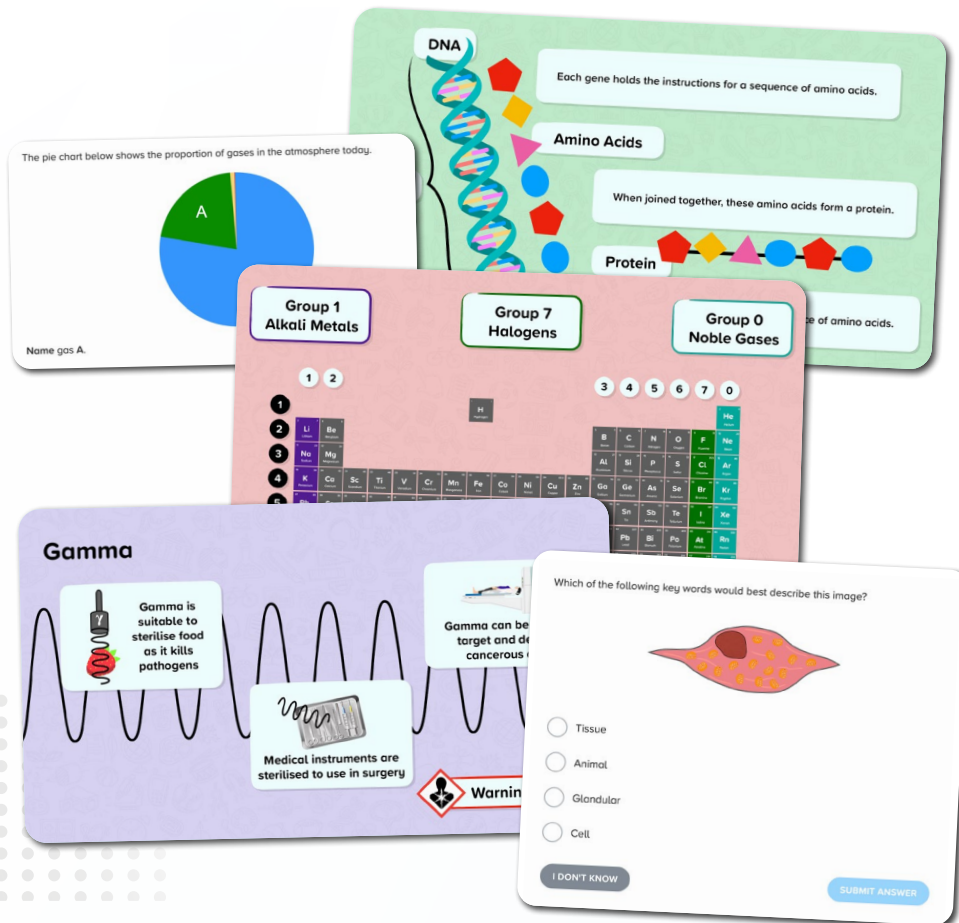 DNA
Each gene holds the instructions for a sequence of amino acids.
Amino Acids
When joined together, these amino acids form a protein.
Protein
ce of amino acids.
The pie chart below shows the proportion of gases in the atmosphere today.
A
Name gas A.
Group 1
Alkali Metals
Group 7
Halogens
Group 0
Noble Gases
1 2
3 4 5 6 7 0
1
H
He
2
Li Be
B C N O F Ne
3
Na Mg
Al Si P S Cl Ar
4
K Ca Sc Ti V Cr Mn Fe Co Ni Cu Zn Ga Ge As Se Br Kr
5
Sn Sb Te I Xe
Pb Bi Po At Rn
Gamma
γ
Gamma is
suitable to
sterilise food
as it kills
pathogens
Medical instruments are
sterilised to use in surgery
Gamma can be
target and de
cancerous
Warnin
Which of the following key words would best describe this image?
Tissue
Animal
Glandular
Cell
I DON'T KNOW
SUBMIT ANSWER